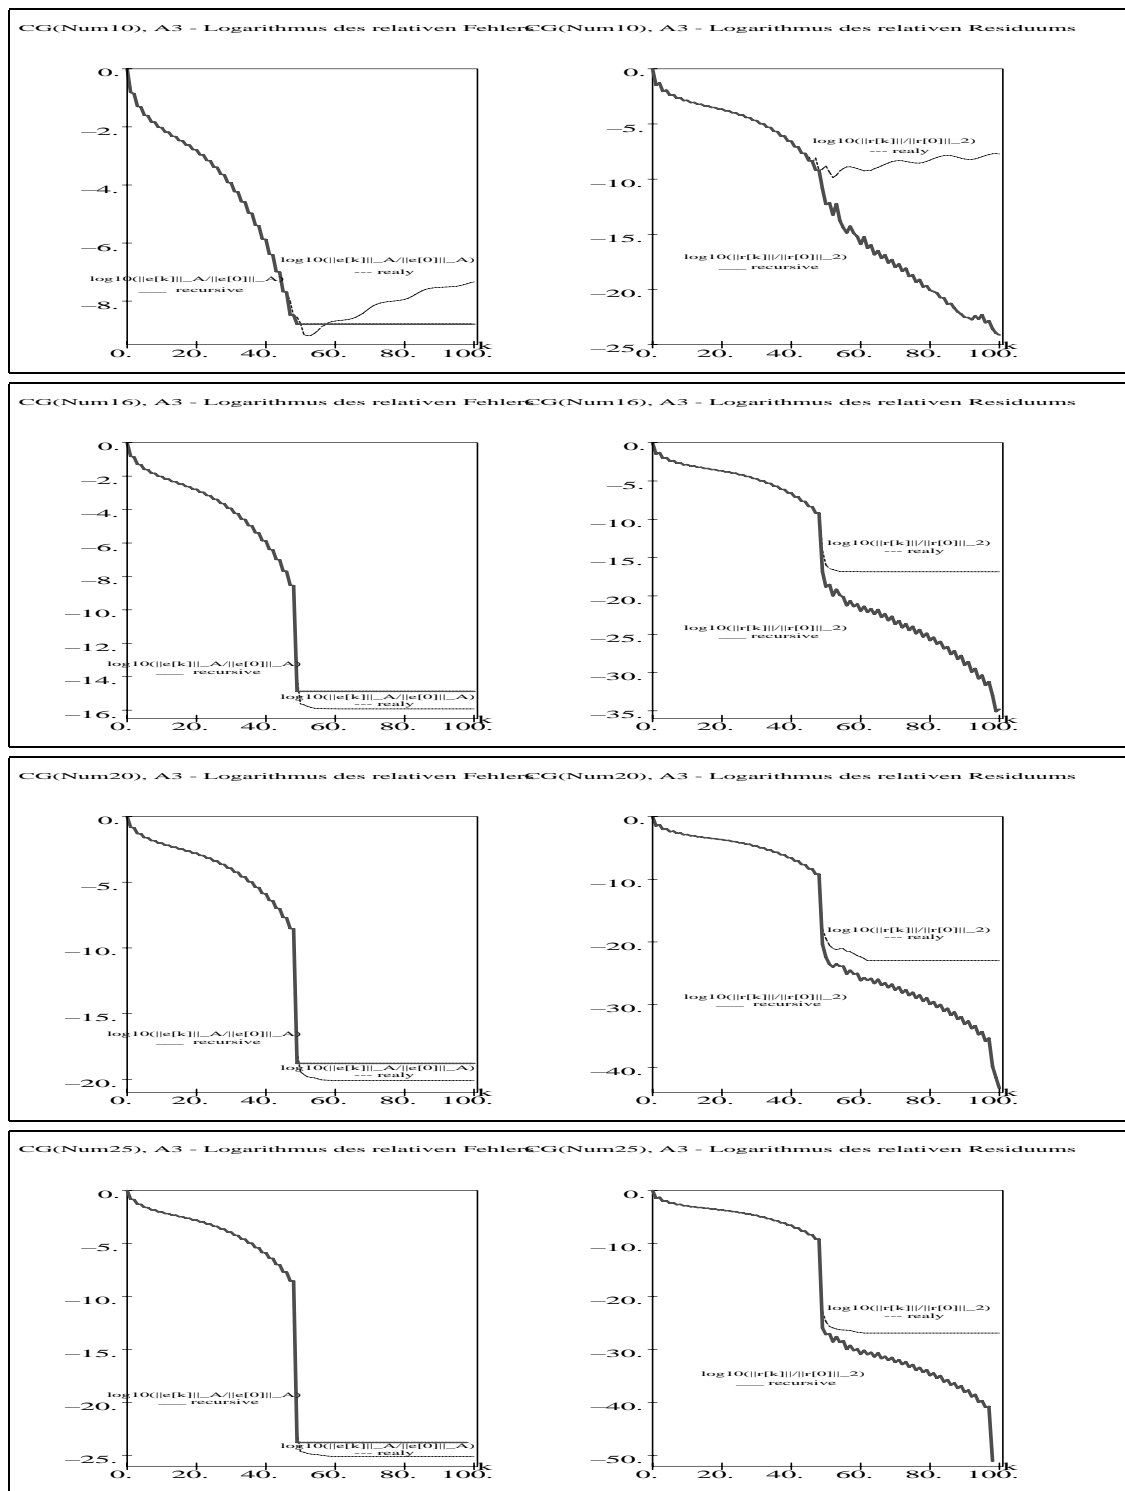 CG(Num10), A3 - Logarithmus des relativen Fehlers
CG(Num10), A3 - Logarithmus des relativen Residuums
0.
−2.
−4.
−6.
−8.
log10(||e[k]||_A/||e[0]||_A)
--- realy
log10(||e[k]||_A/||e[0]||_A)
___ recursive
0. 20. 40. 60. 80. 100. k
0.
−5.
−10.
−15.
−20.
−25.
log10(||r[k]||/||r[0]||_2)
--- realy
log10(||r[k]||/||r[0]||_2)
___ recursive
0. 20. 40. 60. 80. 100. k
CG(Num16), A3 - Logarithmus des relativen Fehlers
CG(Num16), A3 - Logarithmus des relativen Residuums
0.
−2.
−4.
−6.
−8.
−10.
−12.
−14.
−16.
log10(||e[k]||_A/||e[0]||_A)
___ recursive
log10(||e[k]||_A/||e[0]||_A)
--- realy
0. 20. 40. 60. 80. 100. k
0.
−5.
−10.
−15.
−20.
−25.
−30.
−35.
log10(||r[k]||/||r[0]||_2)
--- realy
log10(||r[k]||/||r[0]||_2)
___ recursive
0. 20. 40. 60. 80. 100. k
CG(Num20), A3 - Logarithmus des relativen Fehlers
CG(Num20), A3 - Logarithmus des relativen Residuums
0.
−5.
−10.
−15.
−20.
log10(||e[k]||_A/||e[0]||_A)
___ recursive
log10(||e[k]||_A/||e[0]||_A)
--- realy
0. 20. 40. 60. 80. 100. k
0.
−10.
−20.
−30.
−40.
log10(||r[k]||/||r[0]||_2)
--- realy
log10(||r[k]||/||r[0]||_2)
___ recursive
0. 20. 40. 60. 80. 100. k
CG(Num25), A3 - Logarithmus des relativen Fehlers
CG(Num25), A3 - Logarithmus des relativen Residuums
0.
−5.
−10.
−15.
−20.
−25.
log10(||e[k]||_A/||e[0]||_A)
___ recursive
log10(||e[k]||_A/||e[0]||_A)
--- realy
0. 20. 40. 60. 80. 100. k
0.
−10.
−20.
−30.
−40.
−50.
log10(||r[k]||/||r[0]||_2)
--- realy
log10(||r[k]||/||r[0]||_2)
___ recursive
0. 20. 40. 60. 80. 100. k